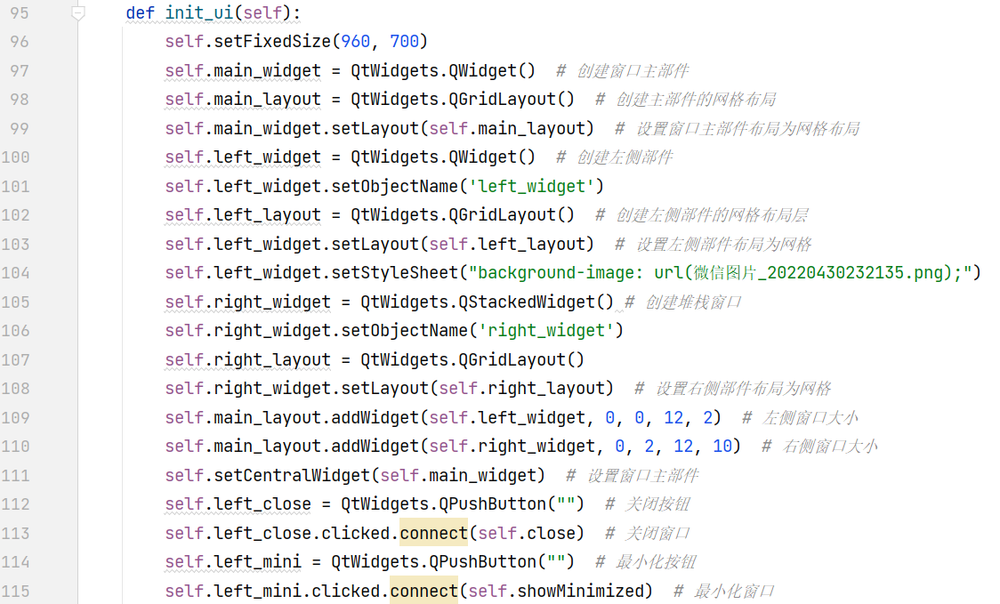 95 def init_ui(self):
96 self.setFixedSize(960, 700)
97 self.main_widget = QtWidgets.QWidget()  # 创建窗口主部件
98 self.main_layout = QtWidgets.QGridLayout()  # 创建主部件的网格布局
99 self.main_widget.setLayout(self.main_layout)  # 设置窗口主部件布局为网格布局
100 self.left_widget = QtWidgets.QWidget()  # 创建左侧部件
101 self.left_widget.setObjectName('left_widget')
102 self.left_layout = QtWidgets.QGridLayout()  # 创建左侧部件的网格布局层
103 self.left_widget.setLayout(self.left_layout)  # 设置左侧部件布局为网格
104 self.left_widget.setStyleSheet("background-image: url(微信图片_20220430232135.png);")
105 self.right_widget = QtWidgets.QStackedWidget() # 创建堆栈窗口
106 self.right_widget.setObjectName('right_widget')
107 self.right_layout = QtWidgets.QGridLayout()
108 self.right_widget.setLayout(self.right_layout)  # 设置右侧部件布局为网格
109 self.main_layout.addWidget(self.left_widget, 0, 0, 12, 2)  # 左侧窗口大小
110 self.main_layout.addWidget(self.right_widget, 0, 2, 12, 10)  # 右侧窗口大小
111 self.setCentralWidget(self.main_widget)  # 设置窗口主部件
112 self.left_close = QtWidgets.QPushButton("")  # 关闭按钮
113 self.left_close.clicked.connect(self.close)  # 关闭窗口
114 self.left_mini = QtWidgets.QPushButton("")  # 最小化按钮
115 self.left_mini.clicked.connect(self.showMinimized)  # 最小化窗口